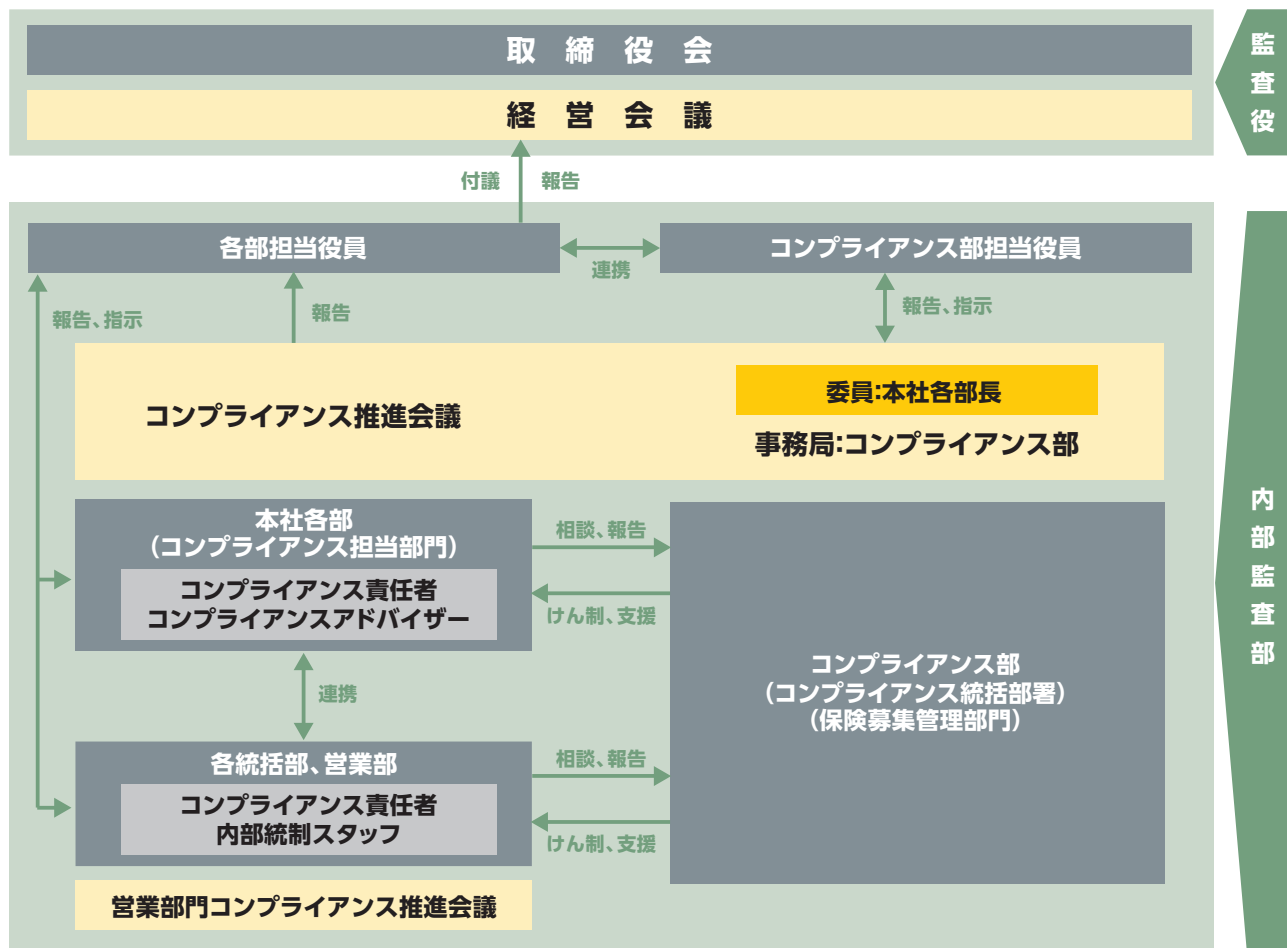 取締役会
経営会議
監査役
付議
報告
各部担当役員
連携
コンプライアンス部担当役員
報告、指示
報告
報告、指示
コンプライアンス推進会議
委員:本社各部長
事務局:コンプライアンス部
本社各部
(コンプライアンス担当部門)
コンプライアンス責任者
コンプライアンスアドバイザー
相談、報告
けん制、支援
連携
各統括部、営業部
コンプライアンス責任者
内部統制スタッフ
相談、報告
けん制、支援
コンプライアンス部
(コンプライアンス統括部署)
(保険募集管理部門)
営業部門コンプライアンス推進会議
内部監査部